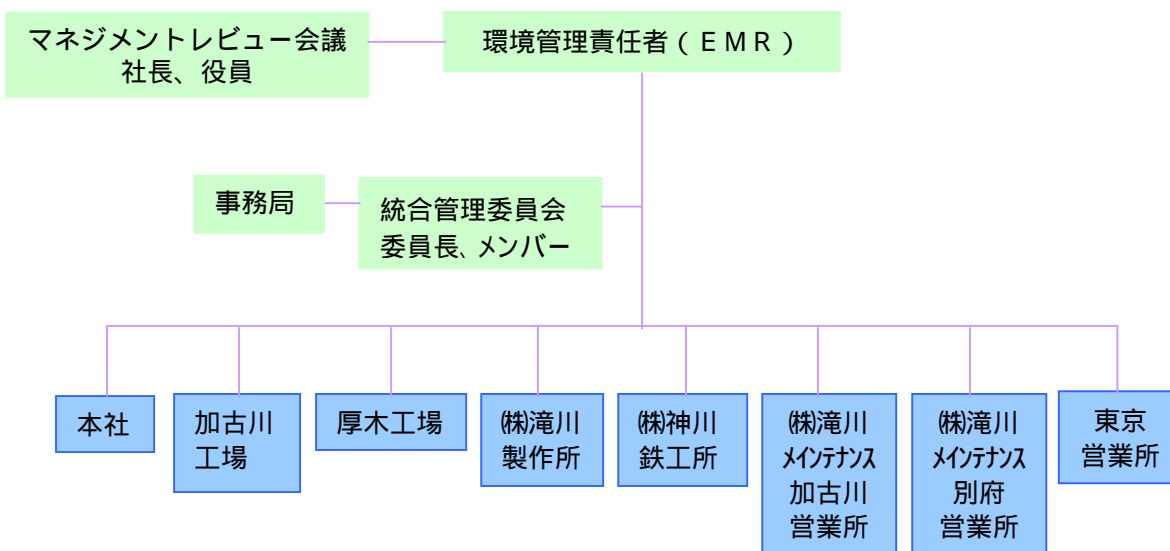 マネジメントレビュー会議
社長、役員
環境管理責任者(EMR)
事務局
統合管理委員会
委員長、メンバー
本社
加古川
工場
厚木工場
㈱滝川
製作所
㈱神川
鉄工所
㈱滝川
ﾒｲﾝﾃﾅﾝｽ
加古川
営業所
㈱滝川
ﾒｲﾝﾃﾅﾝｽ
別府
営業所
東京
営業所